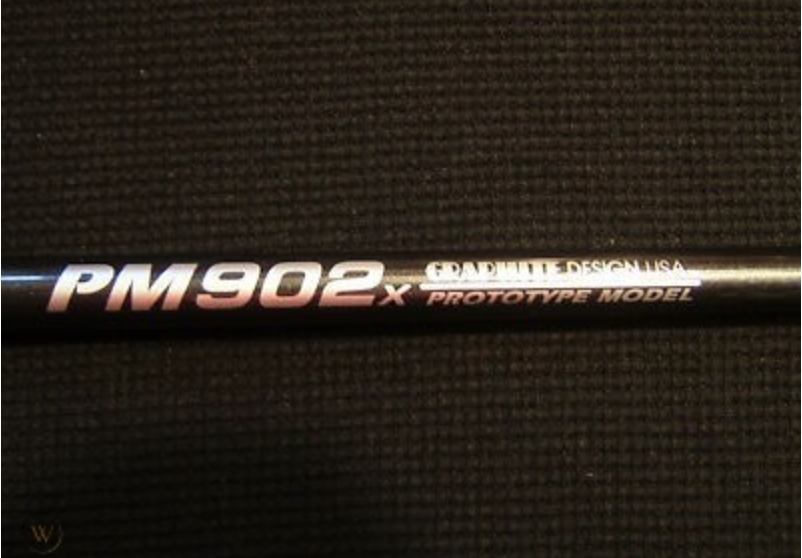 PM902x
GRAPHITE DESIGN USA
PROTOTYPE MODEL
W